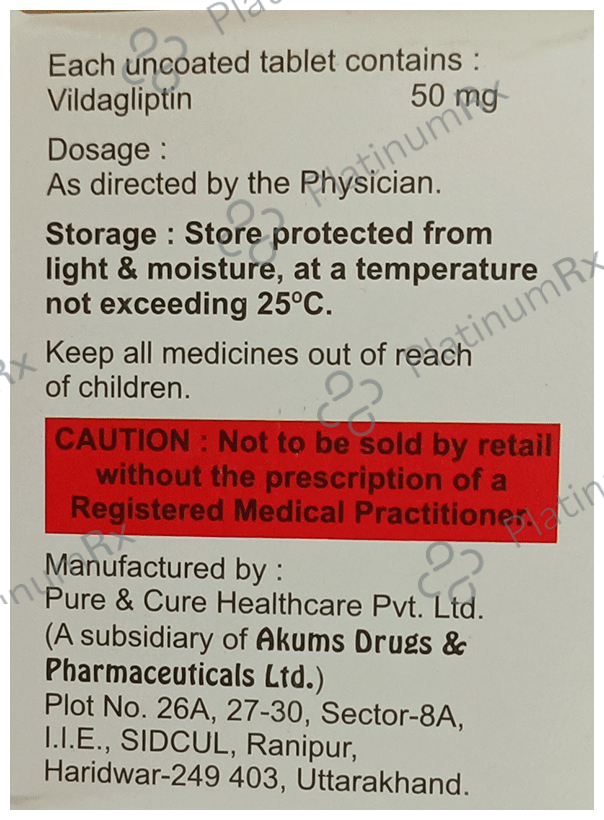 Each uncoated tablet contains :
Vildagliptin 50 mg
Dosage :
As directed by the Physician.
Storage : Store protected from
light & moisture, at a temperature
not exceeding 25ºC.
Keep all medicines out of reach
of children.
CAUTION : Not to be sold by retail
without the prescription of a
Registered Medical Practitioner
Manufactured by :
Pure & Cure Healthcare Pvt. Ltd.
(A subsidiary of Akums Drugs &
Pharmaceuticals Ltd.)
Plot No. 26A, 27-30, Sector-8A,
I.I.E., SIDCUL, Ranipur,
Haridwar-249 403, Uttarakhand.
PlatinumRx
PlatinumRx